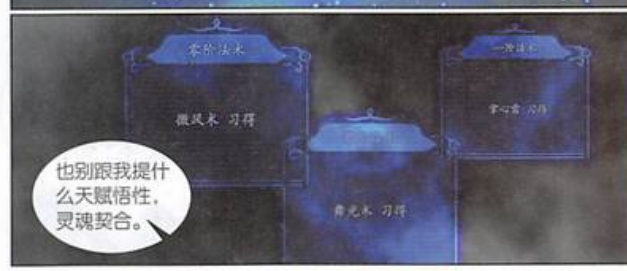 零阶法术
微风术 习得
一阶法术
掌心雷 习得
习得
也别跟我提什
么天赋悟性，
灵魂契合。